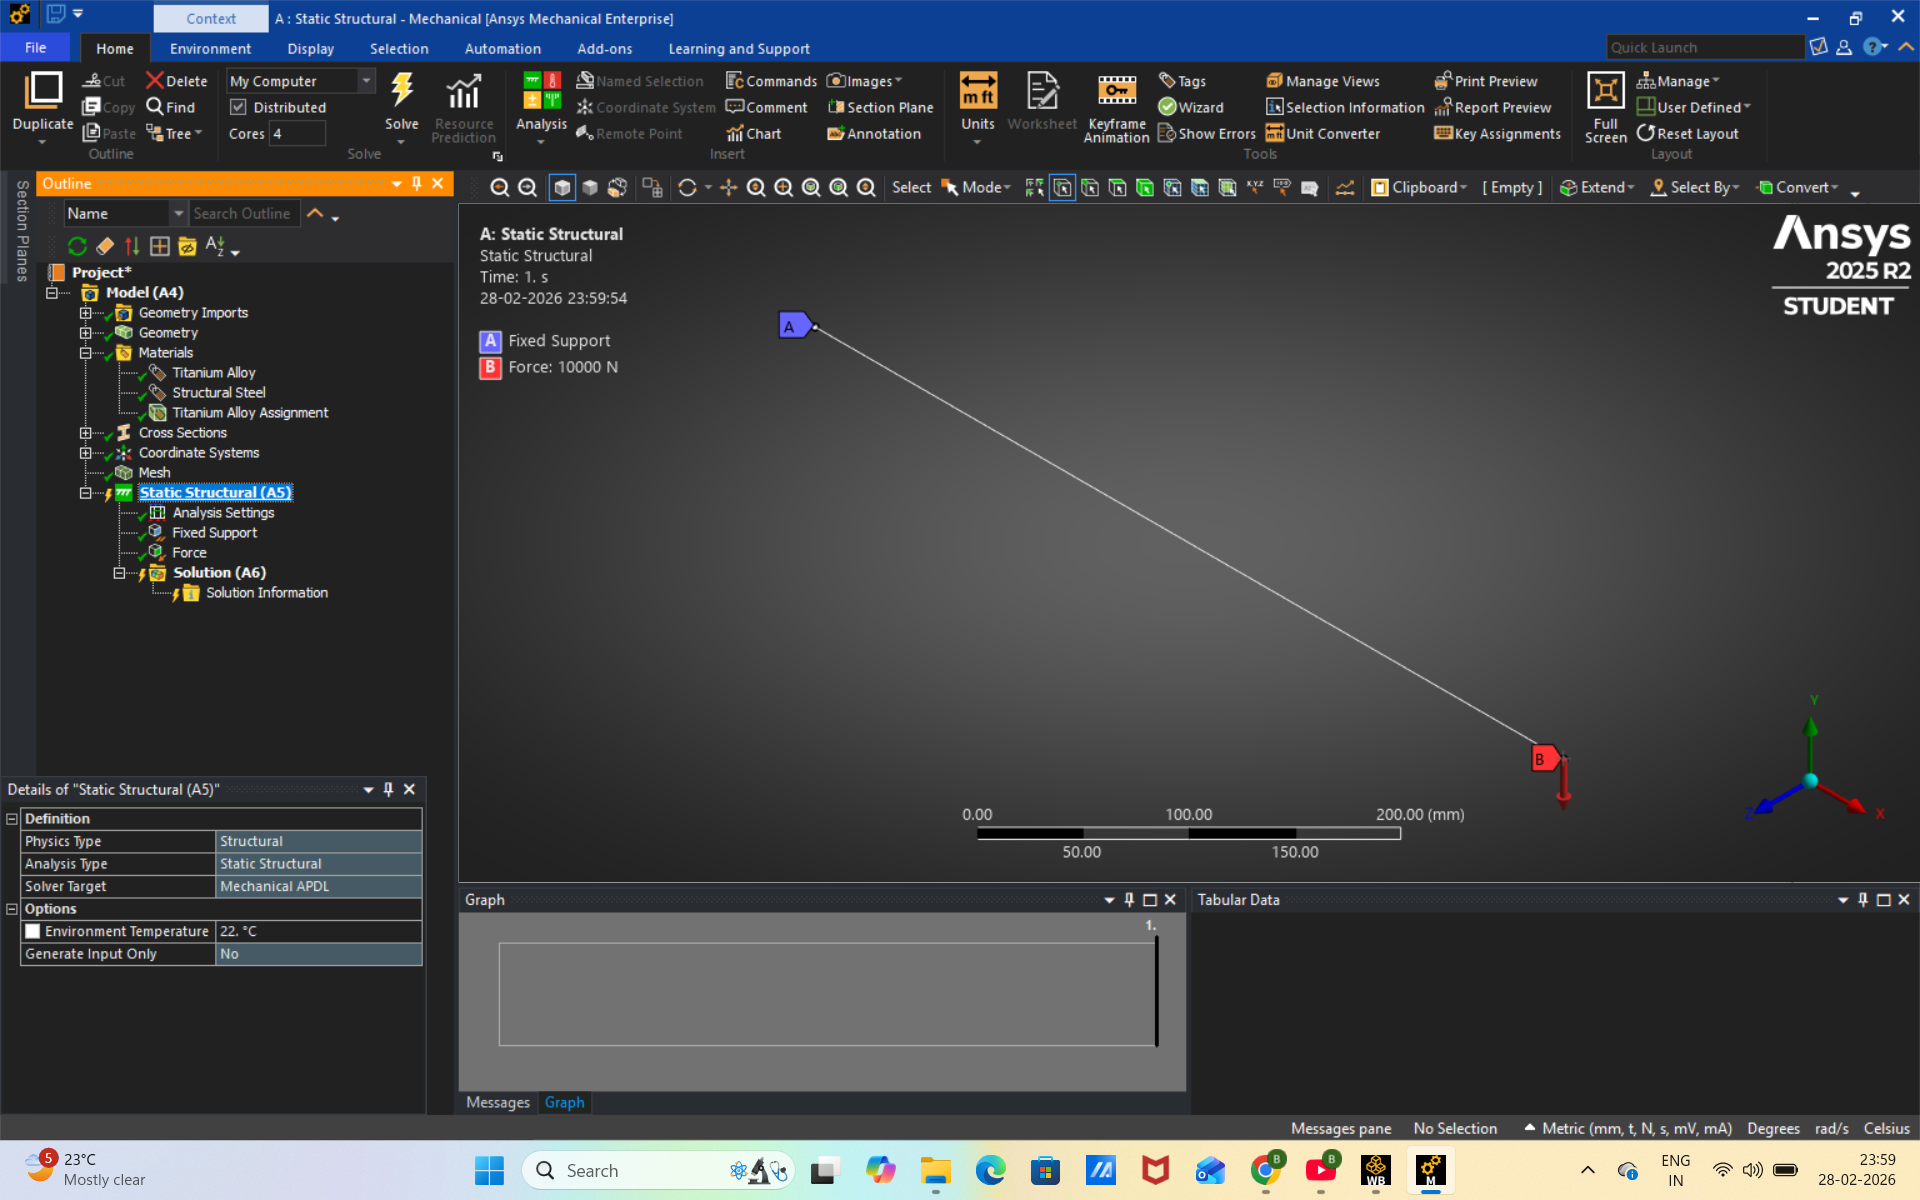 Context
A : Static Structural - Mechanical [Ansys Mechanical Enterprise]
File Home Environment Display Selection Automation Add-ons Learning and Support
Quick Launch
Duplicate
Cut
Copy
Paste
Delete
Find
Tree
Outline
My Computer
Distributed
Cores 4
Solve
Resource Prediction
Solve
Analysis
Named Selection
Coordinate System
Remote Point
Commands
Comment
Chart
Images
Section Plane
Annotation
Insert
Units
Worksheet
Keyframe Animation
Tags
Wizard
Show Errors
Manage Views
Selection Information
Unit Converter
Print Preview
Report Preview
Key Assignments
Tools
Full Screen
Manage
User Defined
Reset Layout
Layout
Section Planes
Outline
Name
Search Outline
Select Mode Clipboard [ Empty ] Extend Select By Convert
Project*
Model (A4)
Geometry Imports
Geometry
Materials
Titanium Alloy
Structural Steel
Titanium Alloy Assignment
Cross Sections
Coordinate Systems
Mesh
Static Structural (A5)
Analysis Settings
Fixed Support
Force
Solution (A6)
Solution Information
A: Static Structural
Static Structural
Time: 1. s
28-02-2026 23:59:54
A Fixed Support
B Force: 10000 N
A
B
Ansys
2025 R2
STUDENT
Y
Z
X
0.00 100.00 200.00 (mm)
50.00 150.00
Details of "Static Structural (A5)"
Definition
Physics Type Structural
Analysis Type Static Structural
Solver Target Mechanical APDL
Options
Environment Temperature 22. °C
Generate Input Only No
Graph
1.
Messages Graph
Tabular Data
Messages pane No Selection Metric (mm, t, N, s, mV, mA) Degrees rad/s Celsius
5
23°C
Mostly clear
Search
B
B
WB
M
ENG
IN
23:59
28-02-2026